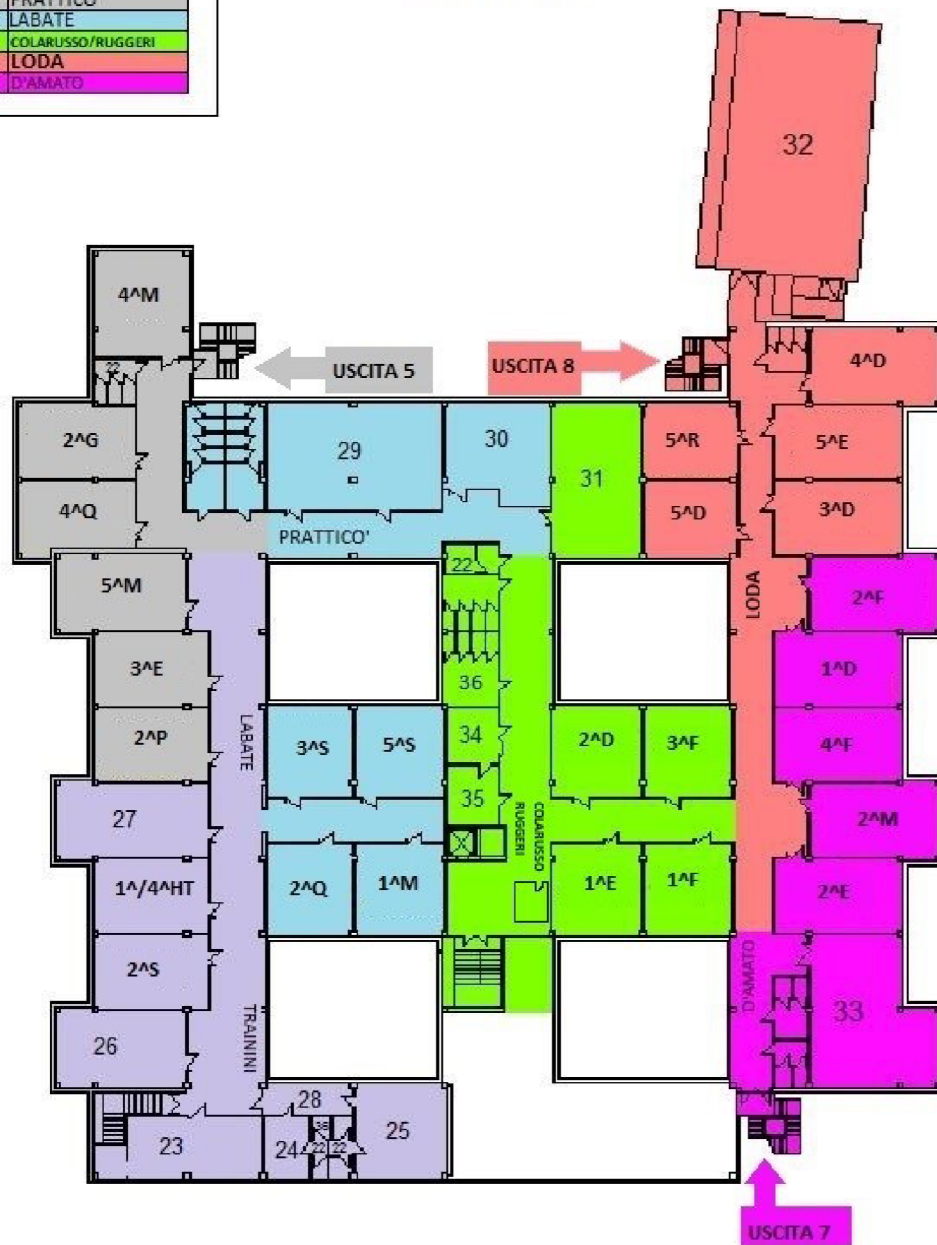 PRATTICO
LABATE
COLARUSSO/RUGGERI
LODA
D'AMATO
32
4^M
22
USCITA 5
USCITA 8
4^D
2^G
29
30
31
5^R
5^E
4^Q
PRATTICO'
5^D
3^D
5^M
22
LODA
2^F
3^E
36
1^D
2^P
LABATE
3^S
5^S
34
2^D
3^F
4^F
27
35
COLARUSSO
RUGGERI
2^M
1^/4^HT
2^Q
1^M
1^E
1^F
2^E
2^S
TRAININI
D'AMATO
33
26
28
23
24
38
22
22
25
USCITA 7